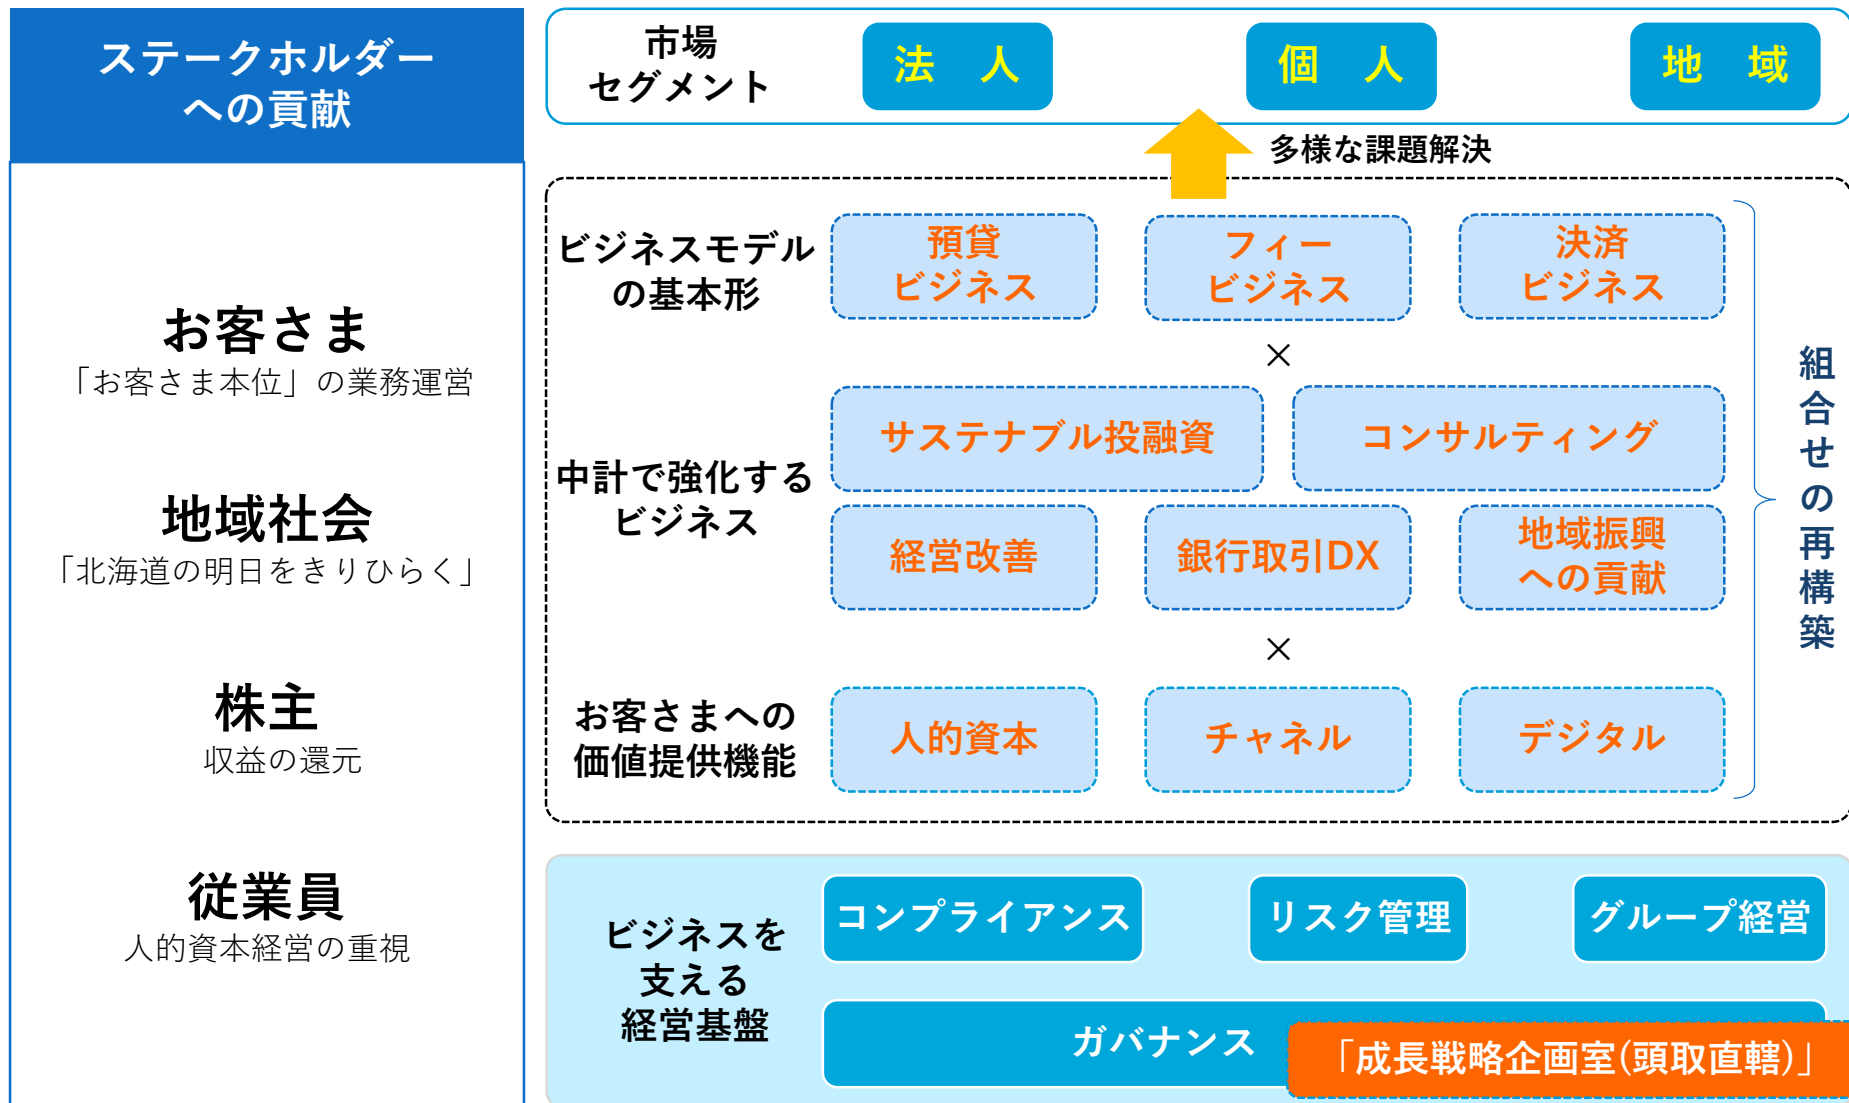 ステークホルダー
への貢献
お客さま
「お客さま本位」の業務運営
地域社会
「北海道の明日をきりひらく」
株主
収益の還元
従業員
人的資本経営の重視
市場
セグメント
法　人
個　人
地　域
多様な課題解決
ビジネスモデル
の基本形
預貸
ビジネス
フィー
ビジネス
決済
ビジネス
×
中計で強化する
ビジネス
サステナブル投融資
コンサルティング
経営改善
銀行取引DX
地域振興
への貢献
×
お客さまへの
価値提供機能
人的資本
チャネル
デジタル
組合せの再構築
ビジネスを
支える
経営基盤
コンプライアンス
リスク管理
グループ経営
ガバナンス
「成長戦略企画室(頭取直轄)」